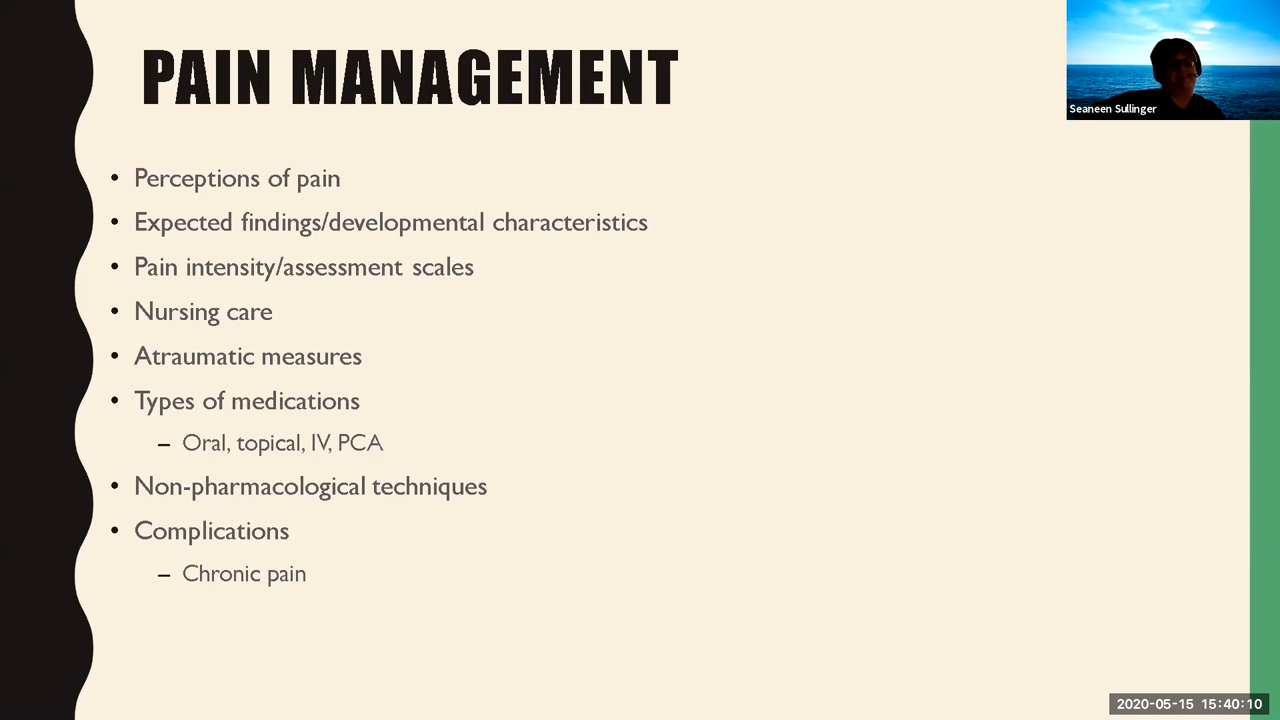 PAIN MANAGEMENT
Seaneen Sullinger
• Perceptions of pain
• Expected findings/developmental characteristics
• Pain intensity/assessment scales
• Nursing care
• Atraumatic measures
• Types of medications
– Oral, topical, IV, PCA
• Non-pharmacological techniques
• Complications
– Chronic pain
2020-05-15 15:40:10